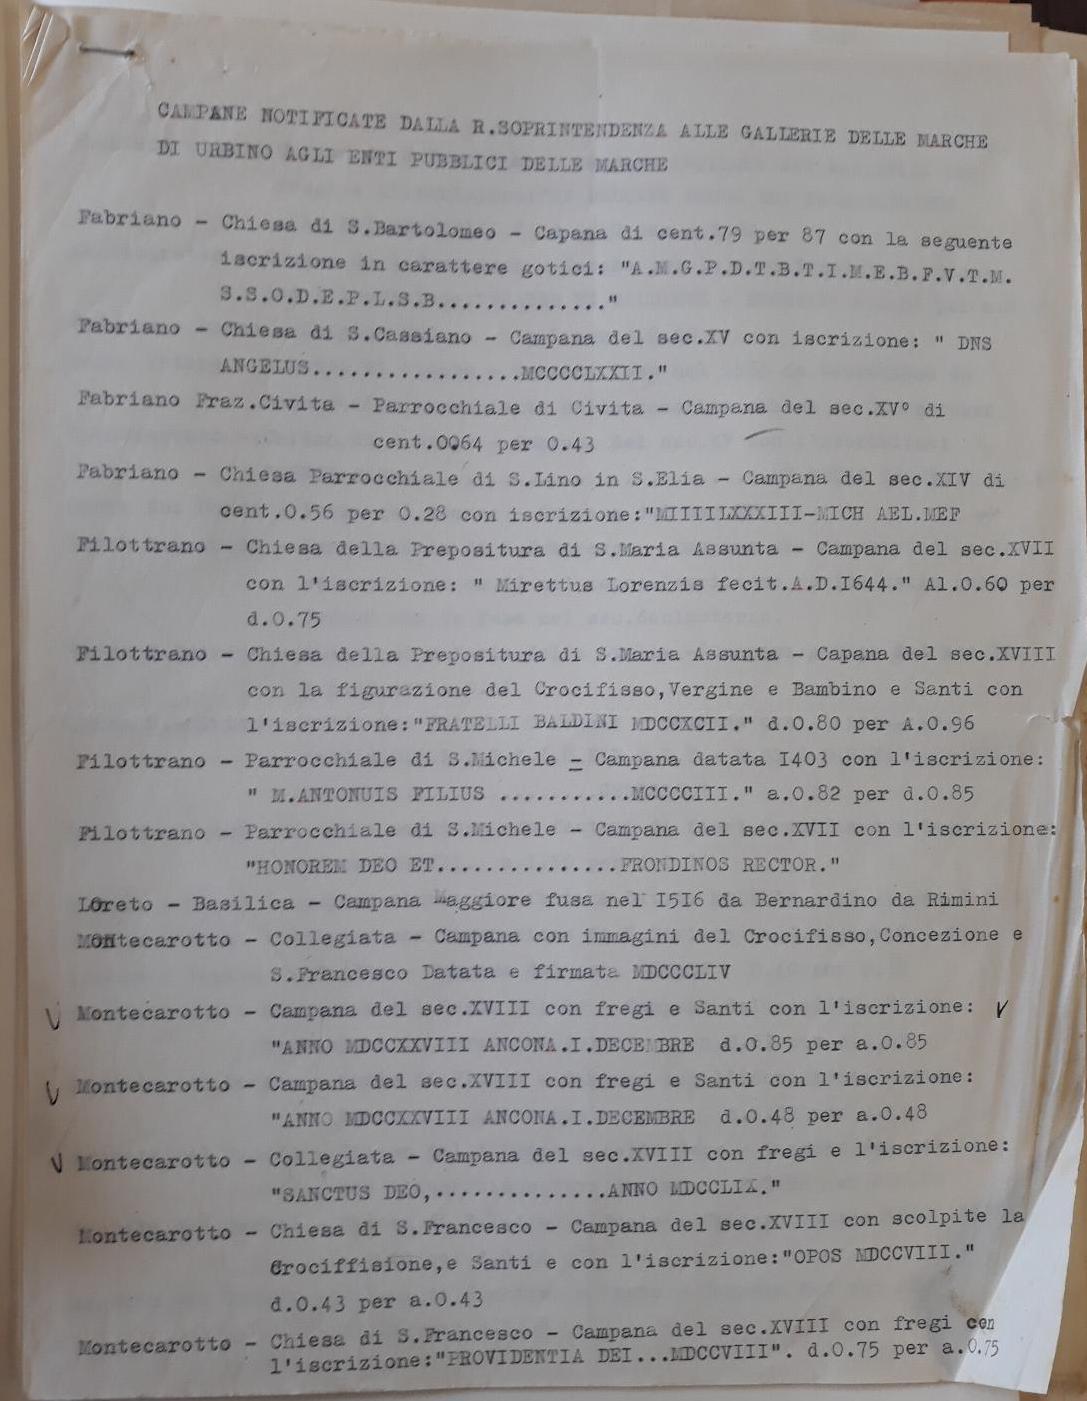 CAMPANE NOTIFICATE DALLA R.SOPRINTENDENZA ALLE GALLERIE DELLE MARCHE
DI URBINO AGLI ENTI PUBBLICI DELLE MARCHE
Fabriano - Chiesa di S.Bartolomeo - Capana di cent.79 per 87 con la seguente
iscrizione in carattere gotici: "A.M.G.P.D.T.B.T.I.M.E.B.F.V.T.M.
S.S.O.D.E.P.L.S.B..............."
Fabriano - Chiesa di S.Cassiano - Campana del sec.XV con iscrizione: " DNS
ANGELUS.................MCCCCLXXII."
Fabriano Fraz.Civita - Parrocchiale di Civita - Campana del sec.XV° di
cent.0064 per 0.43
Fabriano - Chiesa Parrocchiale di S.Lino in S.Elia - Campana del sec.XIV di
cent.0.56 per 0.28 con iscrizione:"MIIIILXXXIII-MICH AEL.MEF
Filottrano - Chiesa della Prepositura di S.Maria Assunta - Campana del sec.XVII
con l'iscrizione: " Mirettus Lorenzis fecit.A.D.I644." Al.0.60 per
d.0.75
Filottrano - Chiesa della Prepositura di S.Maria Assunta - Capana del sec.XVIII
con la figurazione del Crocifisso,Vergine e Bambino e Santi con
l'iscrizione:"FRATELLI BALDINI MDCCXCII." d.0.80 per A.0.96
Filottrano - Parrocchiale di S.Michele - Campana datata I403 con l'iscrizione:
" M.ANTONUIS FILIUS ...........MCCCCIII." a.0.82 per d.0.85
Filottrano - Parrocchiale di S.Michele - Campana del sec.XVII con l'iscrizione:
"HONOREM DEO ET...............FRONDINOS RECTOR."
Loreto - Basilica - Campana Maggiore fusa nel I5I6 da Bernardino da Rimini
Montecarotto - Collegiata - Campana con immagini del Crocifisso,Concezione e
S.Francesco Datata e firmata MDCCCLIV
V Montecarotto - Campana del sec.XVIII con fregi e Santi con l'iscrizione: V
"ANNO MDCCXXVIII ANCONA.I.DECEMBRE d.0.85 per a.0.85
V Montecarotto - Campana del sec.XVIII con fregi e Santi con l'iscrizione:
"ANNO MDCCXXVIII ANCONA.I.DECEMBRE d.0.48 per a.0.48
V Montecarotto - Collegiata - Campana del sec.XVIII con fregi e l'iscrizione:
"SANCTUS DEO,...............ANNO MDCCLIX."
Montecarotto - Chiesa di S.Francesco - Campana del sec.XVIII con scolpite la
Crociffisione,e Santi e con l'iscrizione:"OPOS MDCCVIII."
d.0.43 per a.0.43
Montecarotto - Chiesa di S.Francesco - Campana del sec.XVIII con fregi con
l'iscrizione:"PROVIDENTIA DEI...MDCCVIII". d.0.75 per a.0.75